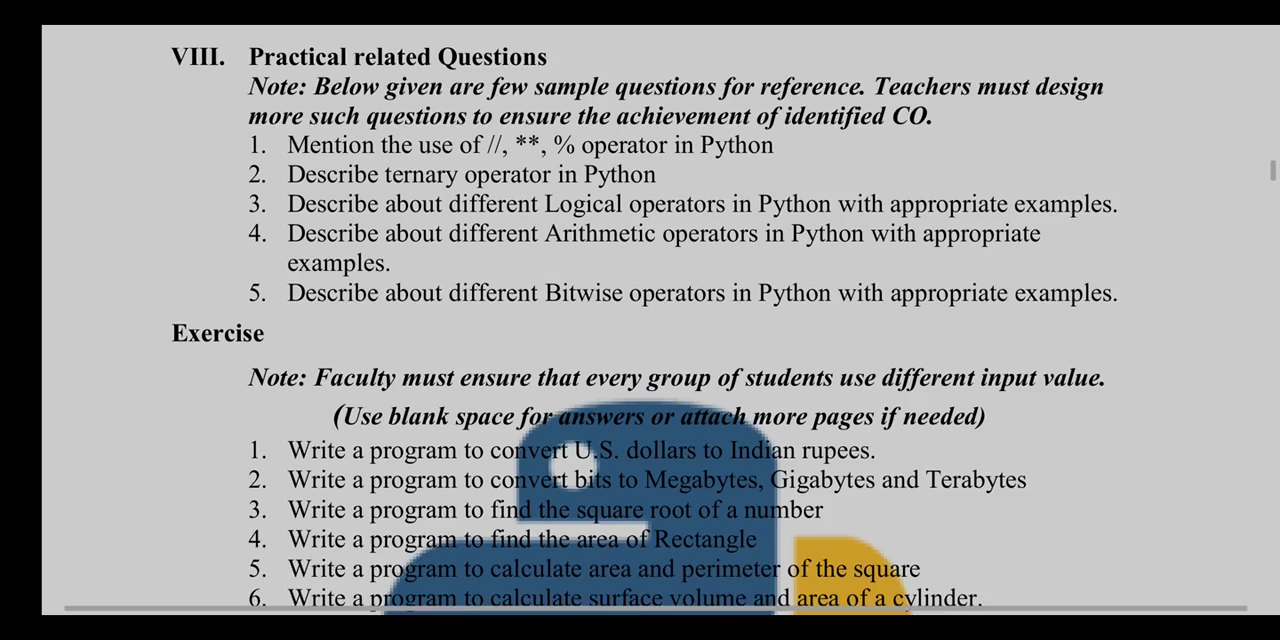 VIII. Practical related Questions
Note: Below given are few sample questions for reference. Teachers must design
more such questions to ensure the achievement of identified CO.
1. Mention the use of //, **, % operator in Python
2. Describe ternary operator in Python
3. Describe about different Logical operators in Python with appropriate examples.
4. Describe about different Arithmetic operators in Python with appropriate
examples.
5. Describe about different Bitwise operators in Python with appropriate examples.
Exercise
Note: Faculty must ensure that every group of students use different input value.
(Use blank space for answers or attach more pages if needed)
1. Write a program to convert U.S. dollars to Indian rupees.
2. Write a program to convert bits to Megabytes, Gigabytes and Terabytes
3. Write a program to find the square root of a number
4. Write a program to find the area of Rectangle
5. Write a program to calculate area and perimeter of the square
6. Write a program to calculate surface volume and area of a cylinder.